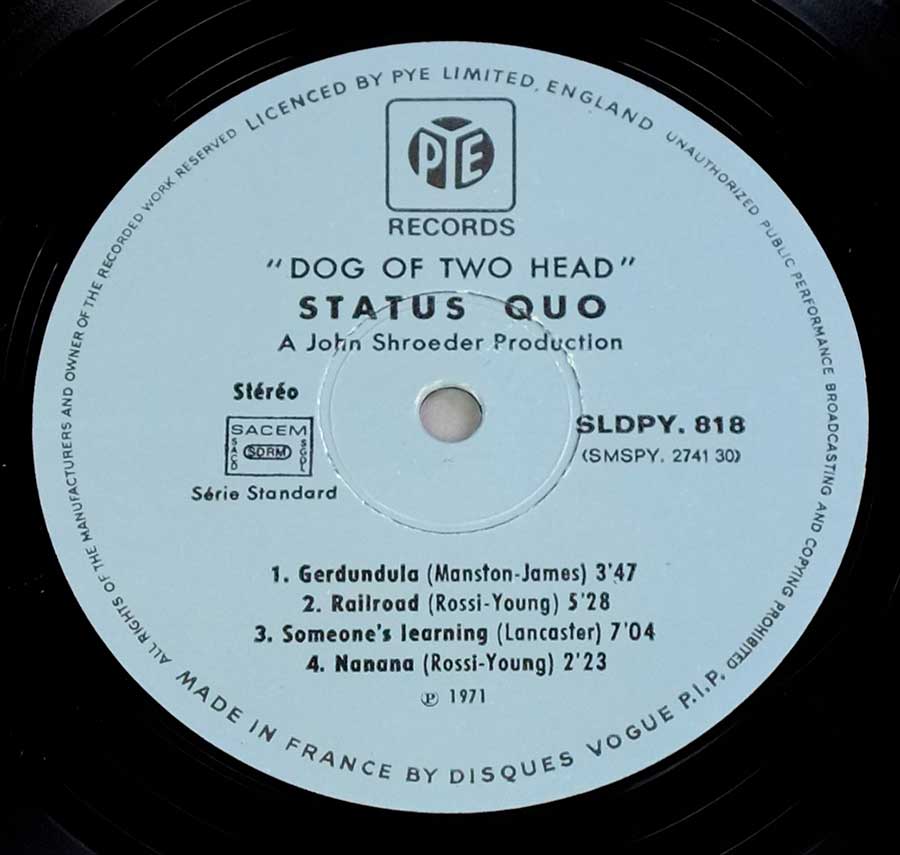 LICENCED BY PYE LIMITED, ENGLAND
UNAUTHORIZED PUBLIC PERFORMANCE BROADCASTING AND COPYING PROHIBITED
ALL RIGHTS OF THE MANUFACTURERS AND OWNER OF THE RECORDED WORK RESERVED
PYE
RECORDS
"DOG OF TWO HEAD"
STATUS QUO
A John Shroeder Production
Stéréo
SACEM
SACD SDRM SGDL
Série Standard
SLDPY. 818
(SMSPY. 2741 30)
1. Gerdundula (Manston-James) 3'47
2. Railroad (Rossi-Young) 5'28
3. Someone's learning (Lancaster) 7'04
4. Nanana (Rossi-Young) 2'23
℗ 1971
MADE IN FRANCE BY DISQUES VOGUE P.I.P.